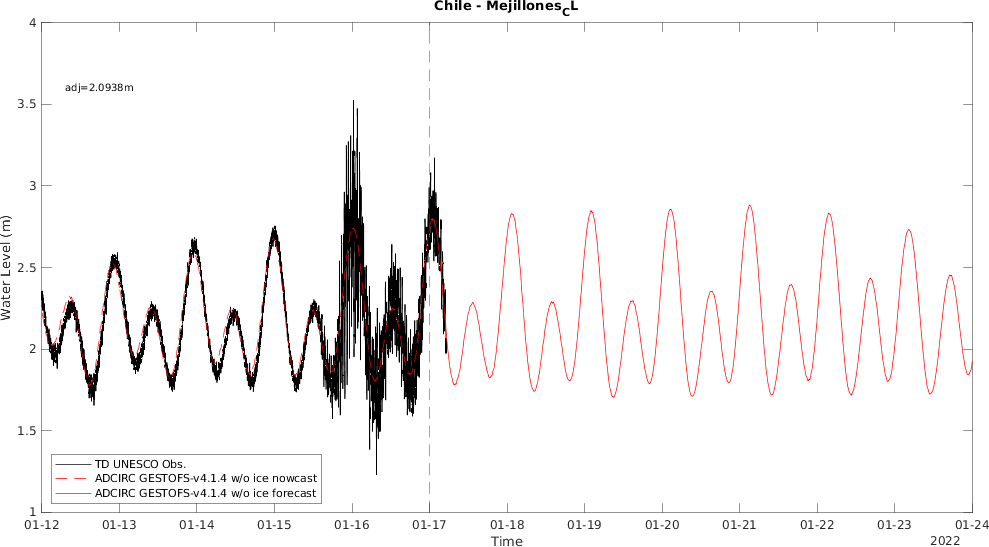 Chile - Mejillones_CL
4
adj=2.0938m
3.5
3
2.5
2
1.5
1
Water Level (m)
TD UNESCO Obs.
ADCIRC GESTOFS-v4.1.4 w/o ice nowcast
ADCIRC GESTOFS-v4.1.4 w/o ice forecast
01-12 01-13 01-14 01-15 01-16 01-17 01-18 01-19 01-20 01-21 01-22 01-23 01-24
Time
2022